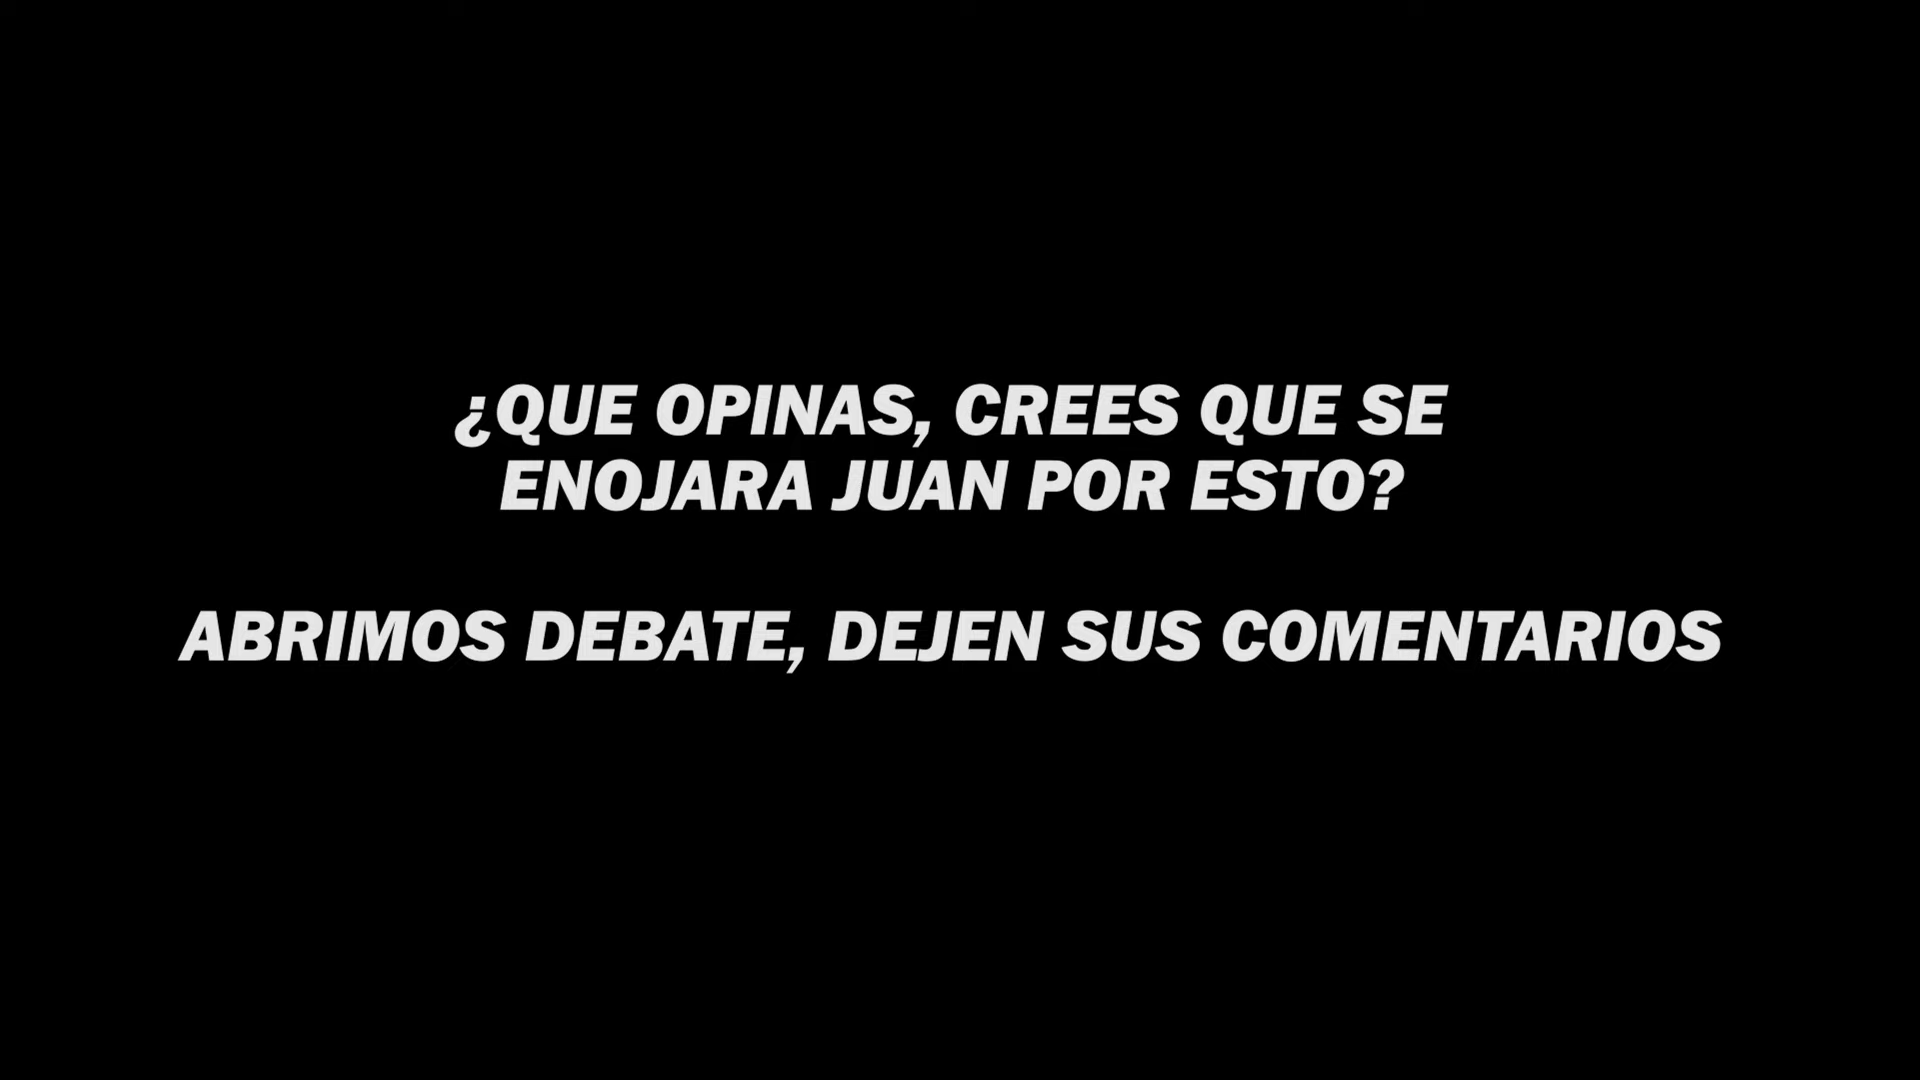 ¿QUE OPINAS, CREES QUE SE
ENOJARA JUAN POR ESTO?
ABRIMOS DEBATE, DEJEN SUS COMENTARIOS